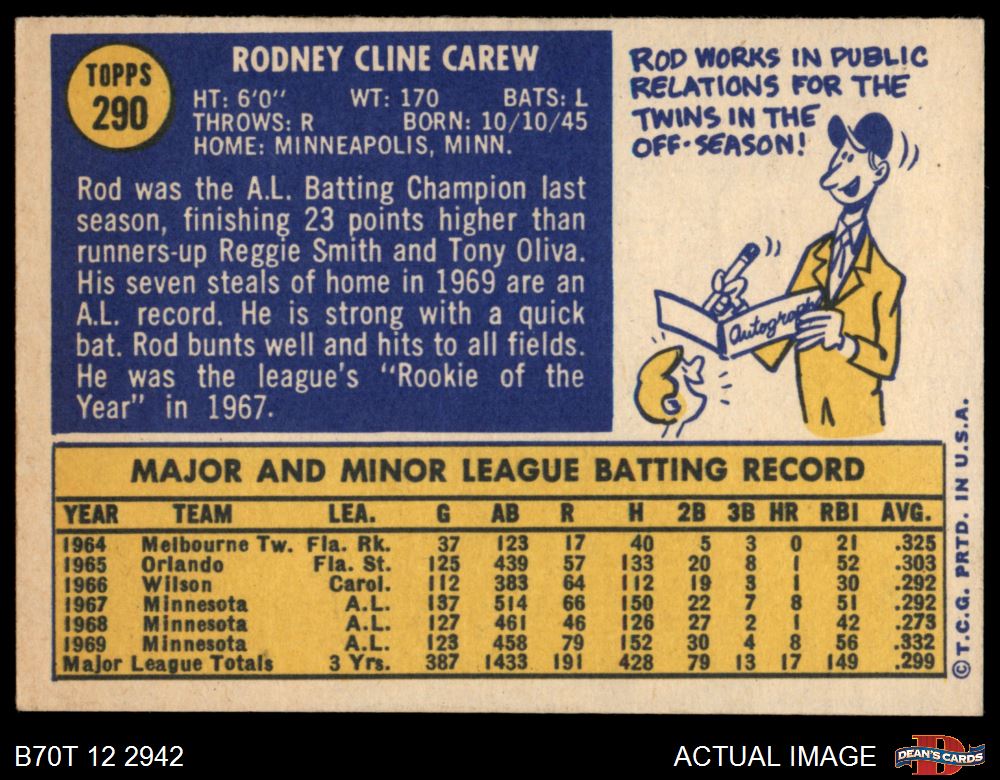 TOPPS
290
RODNEY CLINE CAREW
HT: 6'0" WT: 170 BATS: L
THROWS: R BORN: 10/10/45
HOME: MINNEAPOLIS, MINN.
Rod was the A.L. Batting Champion last
season, finishing 23 points higher than
runners-up Reggie Smith and Tony Oliva.
His seven steals of home in 1969 are an
A.L. record. He is strong with a quick
bat. Rod bunts well and hits to all fields.
He was the league's "Rookie of the
Year" in 1967.
ROD WORKS IN PUBLIC
RELATIONS FOR THE
TWINS IN THE
OFF-SEASON!
Autographs
MAJOR AND MINOR LEAGUE BATTING RECORD
YEAR TEAM LEA. G AB R H 2B 3B HR RBI AVG.
1964 Melbourne Tw. Fla. Rk. 37 123 17 40 5 3 0 21 .325
1965 Orlando Fla. St. 125 439 57 133 20 8 1 52 .303
1966 Wilson Carol. 112 383 64 112 19 3 1 30 .292
1967 Minnesota A.L. 137 514 66 150 22 7 8 51 .292
1968 Minnesota A.L. 127 461 46 126 27 2 1 42 .273
1969 Minnesota A.L. 123 458 79 152 30 4 8 56 .332
Major League Totals 3 Yrs. 387 1433 191 428 79 13 17 149 .299
© T.C.G. PRTD. IN U.S.A.
B70T 12 2942
ACTUAL IMAGE
D
DEAN'S CARDS